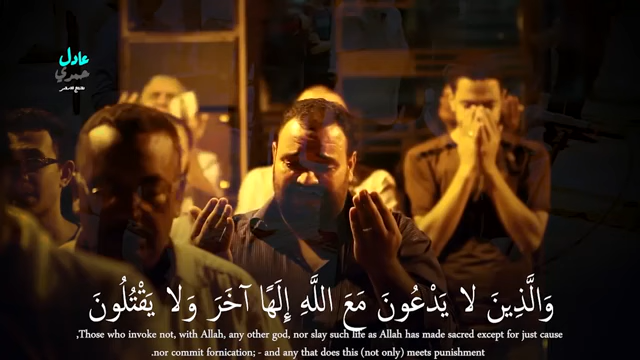 عادل
حمدي
وَالَّذِينَ لا يَدْعُونَ مَعَ اللَّهِ إِلَهًا آخَرَ وَلا يَقْتُلُونَ
,Those who invoke not, with Allah, any other god, nor slay such life as Allah has made sacred except for just cause
.nor commit fornication; - and any that does this (not only) meets punishment